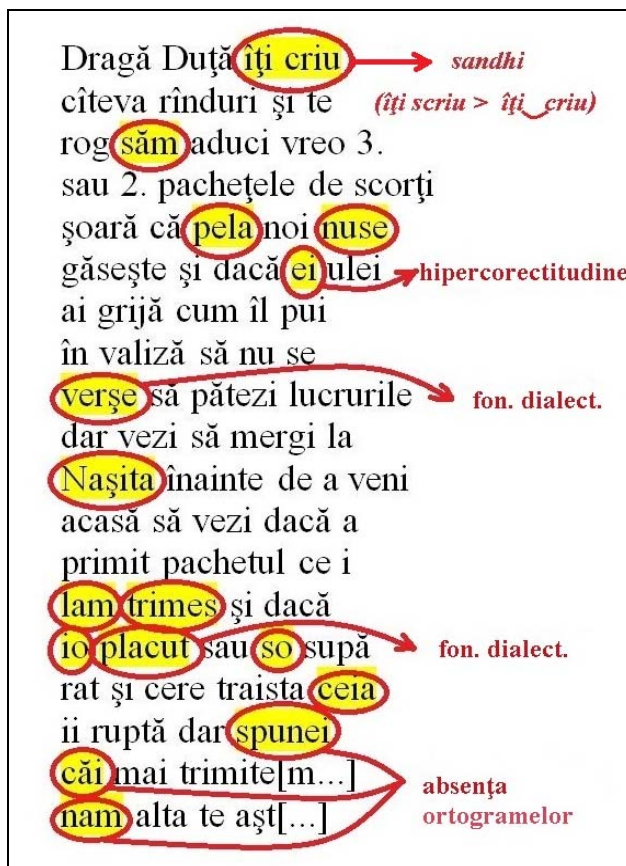 Dragă Duţă îţi criu
sandhi
cîteva rînduri şi te
(îţi scriu > îţi‿criu)
rog săm aduci vreo 3.
sau 2. pacheţele de scorţi
şoară că pela noi nuse
găseşte şi dacă ei ulei
hipercorectitudine
ai grijă cum îl pui
în valiză să nu se
verşe să pătezi lucrurile
fon. dialect.
dar vezi să mergi la
Naşita înainte de a veni
acasă să vezi dacă a
primit pachetul ce i
lam trimes şi dacă
io placut sau so supă
fon. dialect.
rat şi cere traista ceia
ii ruptă dar spunei
căi mai trimite[m...]
absenţa
nam alta te aşt[...]
ortogramelor